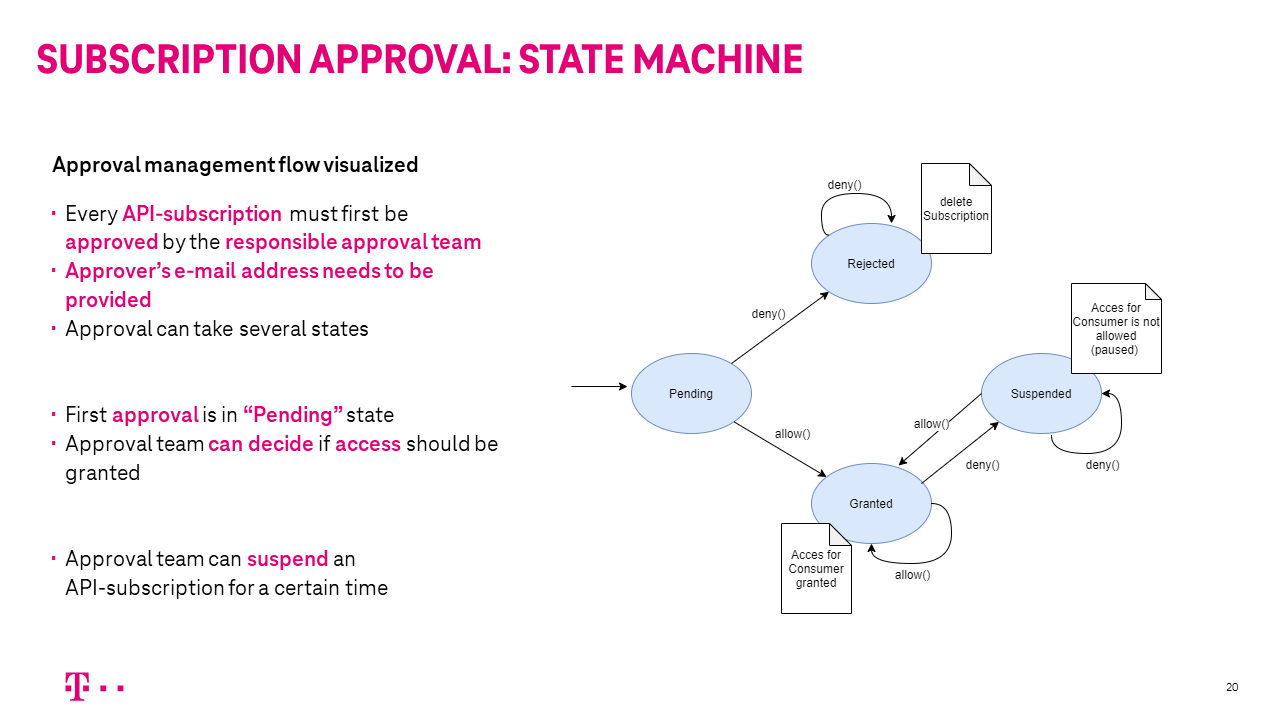 SUBSCRIPTION APPROVAL: STATE MACHINE
Approval management flow visualized
Every API-subscription must first be
approved by the responsible approval team
Approver's e-mail address needs to be
provided
Approval can take several states
First approval is in “Pending” state
Approval team can decide if access should be
granted
Approval team can suspend an
API-subscription for a certain time
deny()
delete
Subscription
Rejected
deny()
Acces for
Consumer is not
allowed
(paused)
Pending
Suspended
allow()
allow()
deny()
deny()
Granted
Acces for
Consumer
granted
allow()
T
20